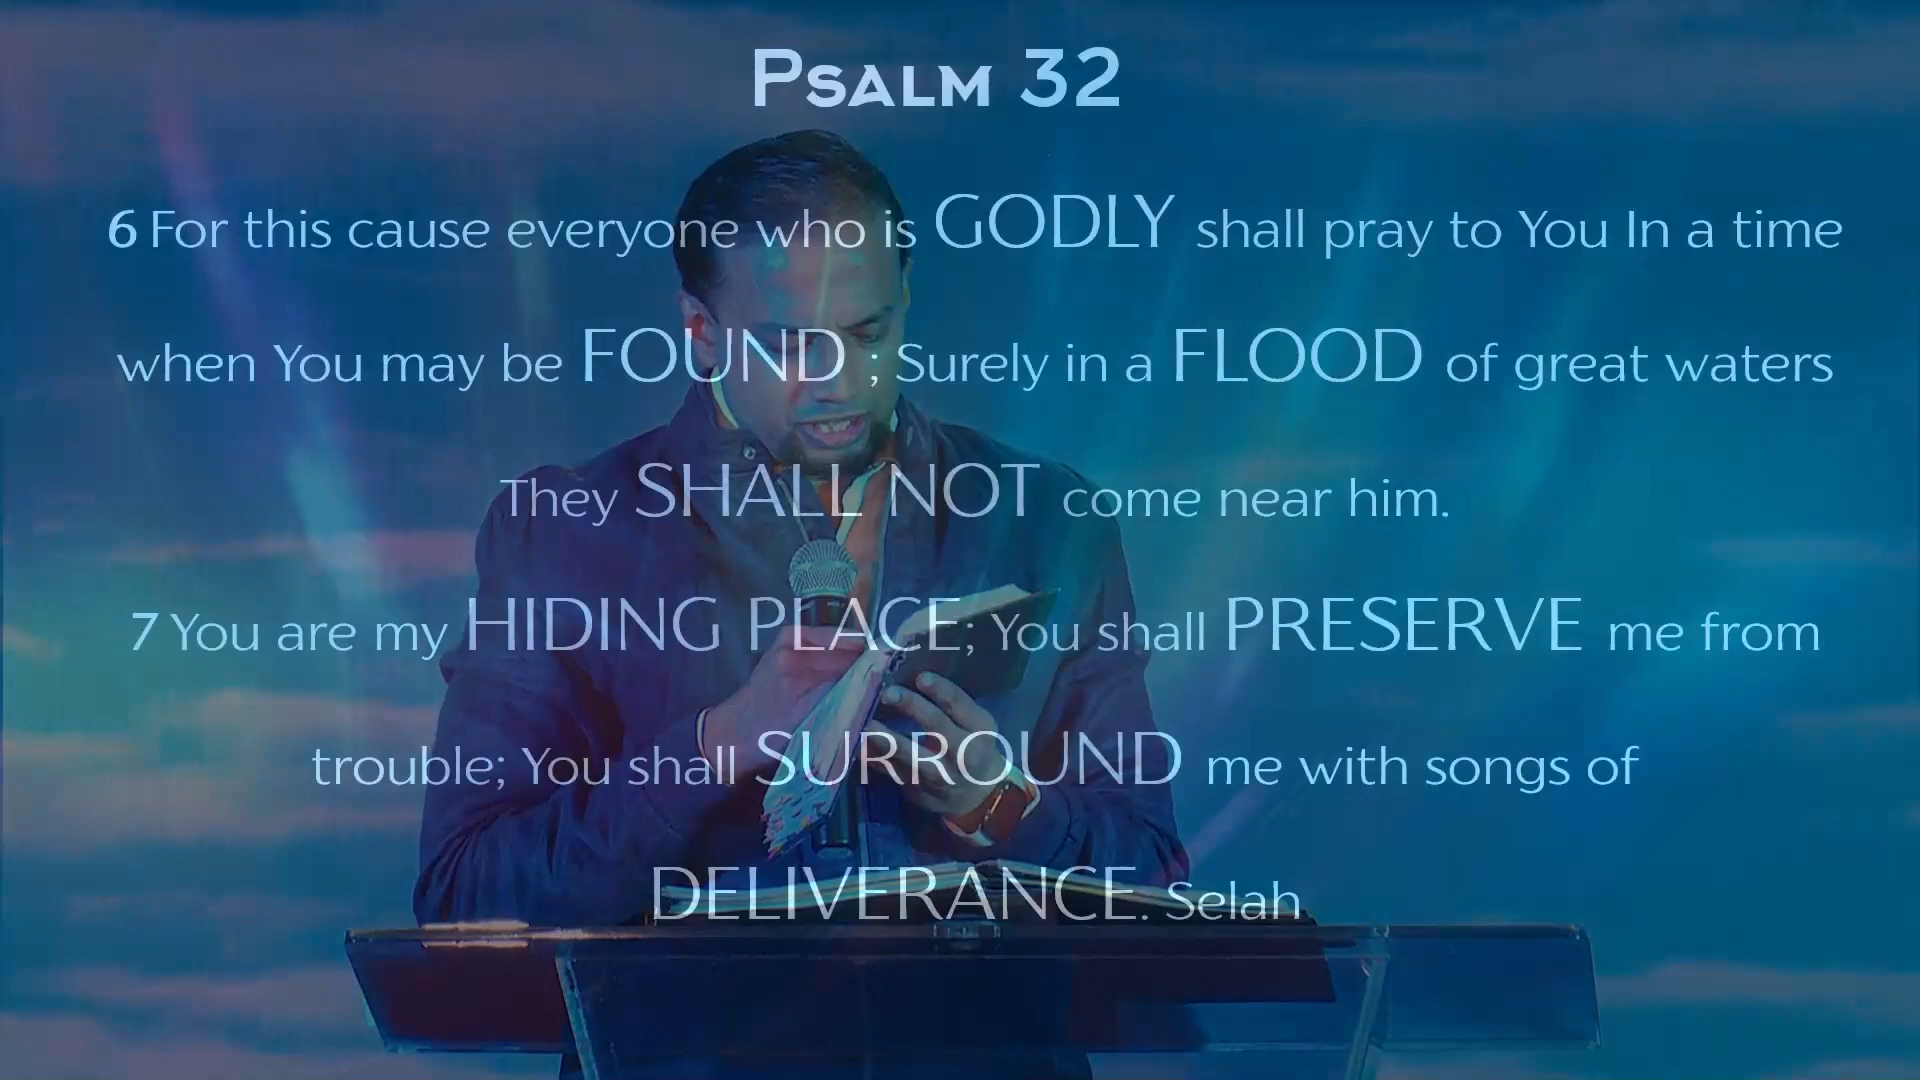 Psalm 32
6 For this cause everyone who is GODLY shall pray to You In a time
when You may be FOUND ; Surely in a FLOOD of great waters
They SHALL NOT come near him.
7 You are my HIDING PLACE; You shall PRESERVE me from
trouble; You shall SURROUND me with songs of
DELIVERANCE. Selah